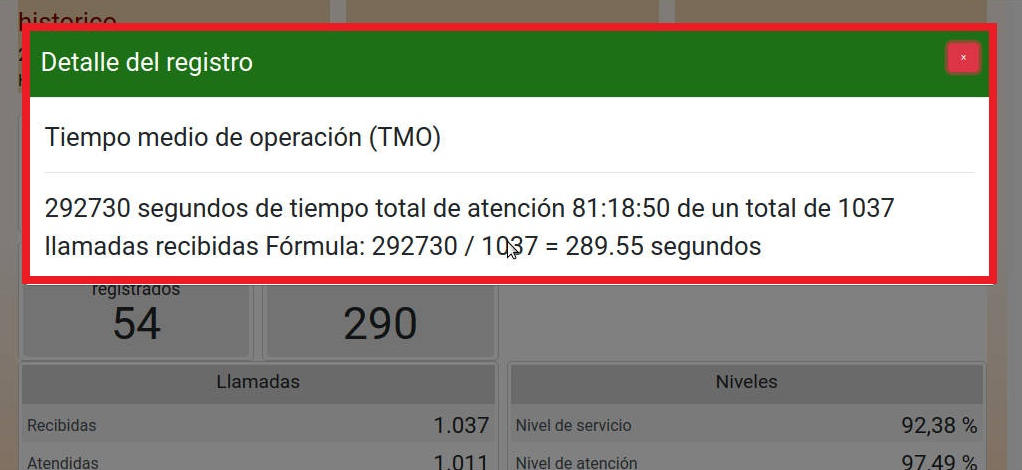 historico
Detalle del registro
×
Tiempo medio de operación (TMO)
292730 segundos de tiempo total de atención 81:18:50 de un total de 1037
llamadas recibidas Fórmula: 292730 / 1037 = 289.55 segundos
registrados
54
290
Llamadas
Niveles
Recibidas
1.037
Nivel de servicio
92,38 %
Atendidas
1.011
Nivel de atención
97,49 %